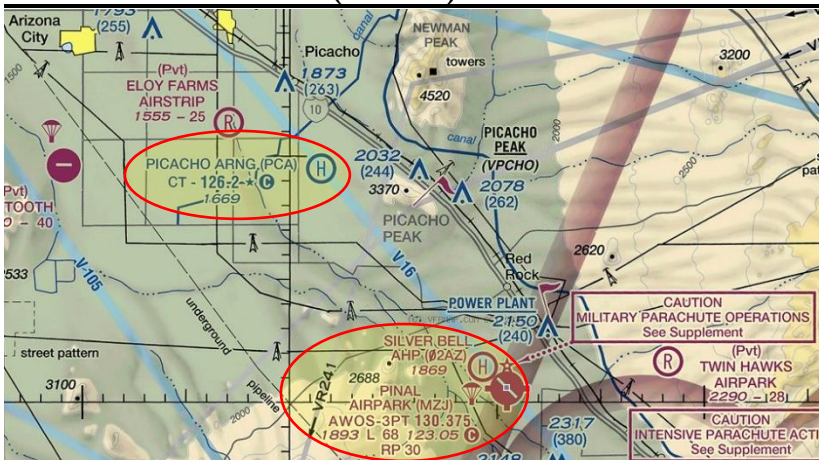 1793
(255)
Arizona
City
1500
(Pvt)
ELOY FARMS
AIRSTRIP
1555 - 25
R
Picacho
1873
(263)
10
canal
NEWMAN
PEAK
towers
4520
3200
canal
PICACHO
PEAK
(VPCHO)
2000
2500
PICACHO ARNG (PCA)
CT - 126.2 ★ C
1669
H
2032
(244)
3370
2078
(262)
PICACHO
PEAK
Pvt)
TOOTH
0 - 40
2533
V-105
V 16
Red
Rock
2620
underground
pipeline
POWER PLANT
2150
(240)
CAUTION
MILITARY PARACHUTE OPERATIONS
See Supplement
street pattern
3100
2000
VR241
2688
SILVER BELL
AHP (Ø2AZ)
1869
H
PINAL
AIRPARK (MZJ)
AWOS-3PT 130.375
1893 L 68 123.05 C
RP 30
R
(Pvt)
TWIN HAWKS
AIRPARK
2290 - 28
2317
(380)
2148
CAUTION
INTENSIVE PARACHUTE ACTI
See Supplement